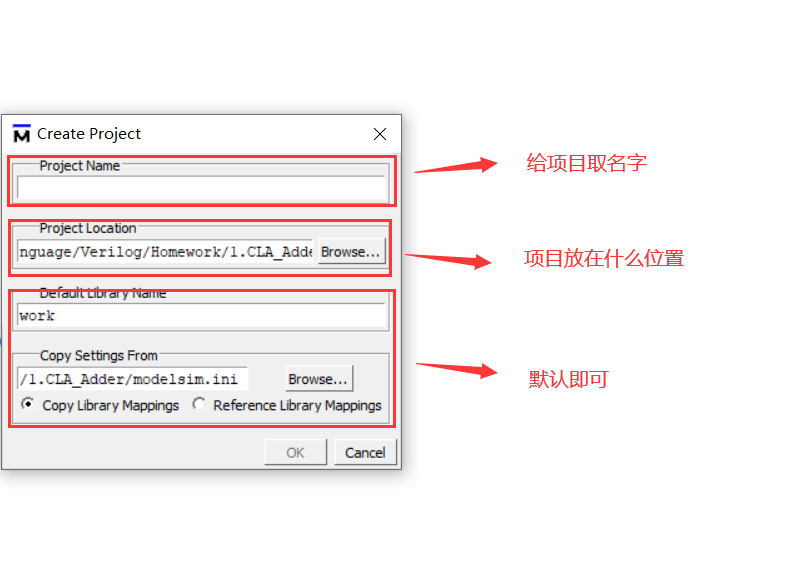 Create Project
Project Name
给项目取名字
Project Location
nguage/Verilog/Homework/1.CLA_Adde
Browse...
项目放在什么位置
Default Library Name
work
Copy Settings From
/1.CLA_Adder/modelsim.ini
Browse...
默认即可
Copy Library Mappings
Reference Library Mappings
OK
Cancel